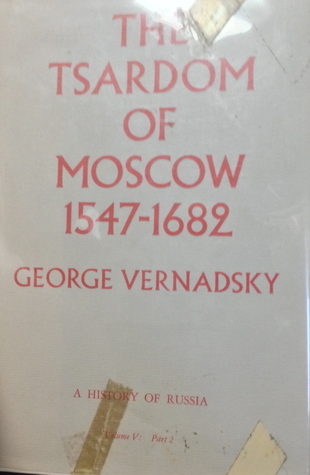 THE
TSARDOM
OF
MOSCOW
1547-1682
GEORGE VERNADSKY
A HISTORY OF RUSSIA
Volume V: Part 2